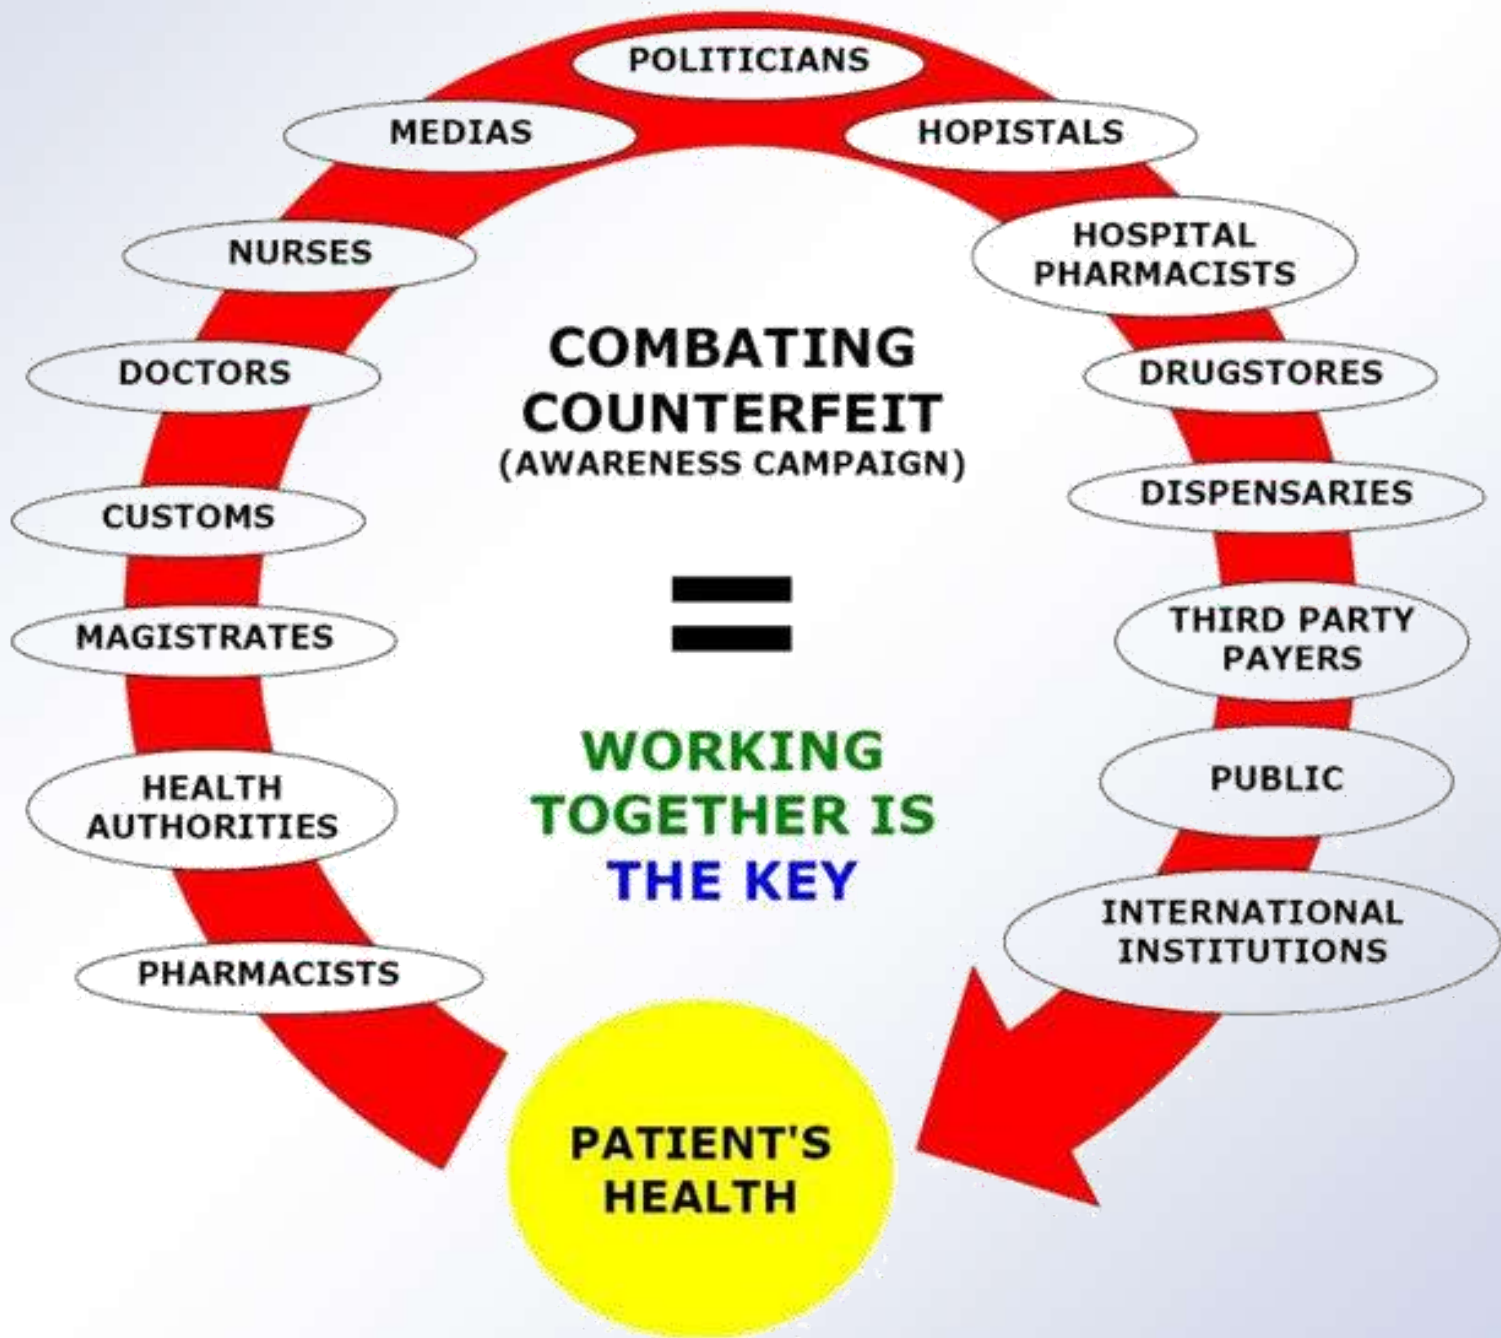 POLITICIANS
MEDIAS
HOPISTALS
NURSES
HOSPITAL
PHARMACISTS
DOCTORS
DRUGSTORES
CUSTOMS
DISPENSARIES
MAGISTRATES
THIRD PARTY
PAYERS
HEALTH
AUTHORITIES
PUBLIC
PHARMACISTS
INTERNATIONAL
INSTITUTIONS
COMBATING
COUNTERFEIT
(AWARENESS CAMPAIGN)
=
WORKING
TOGETHER IS
THE KEY
PATIENT'S
HEALTH